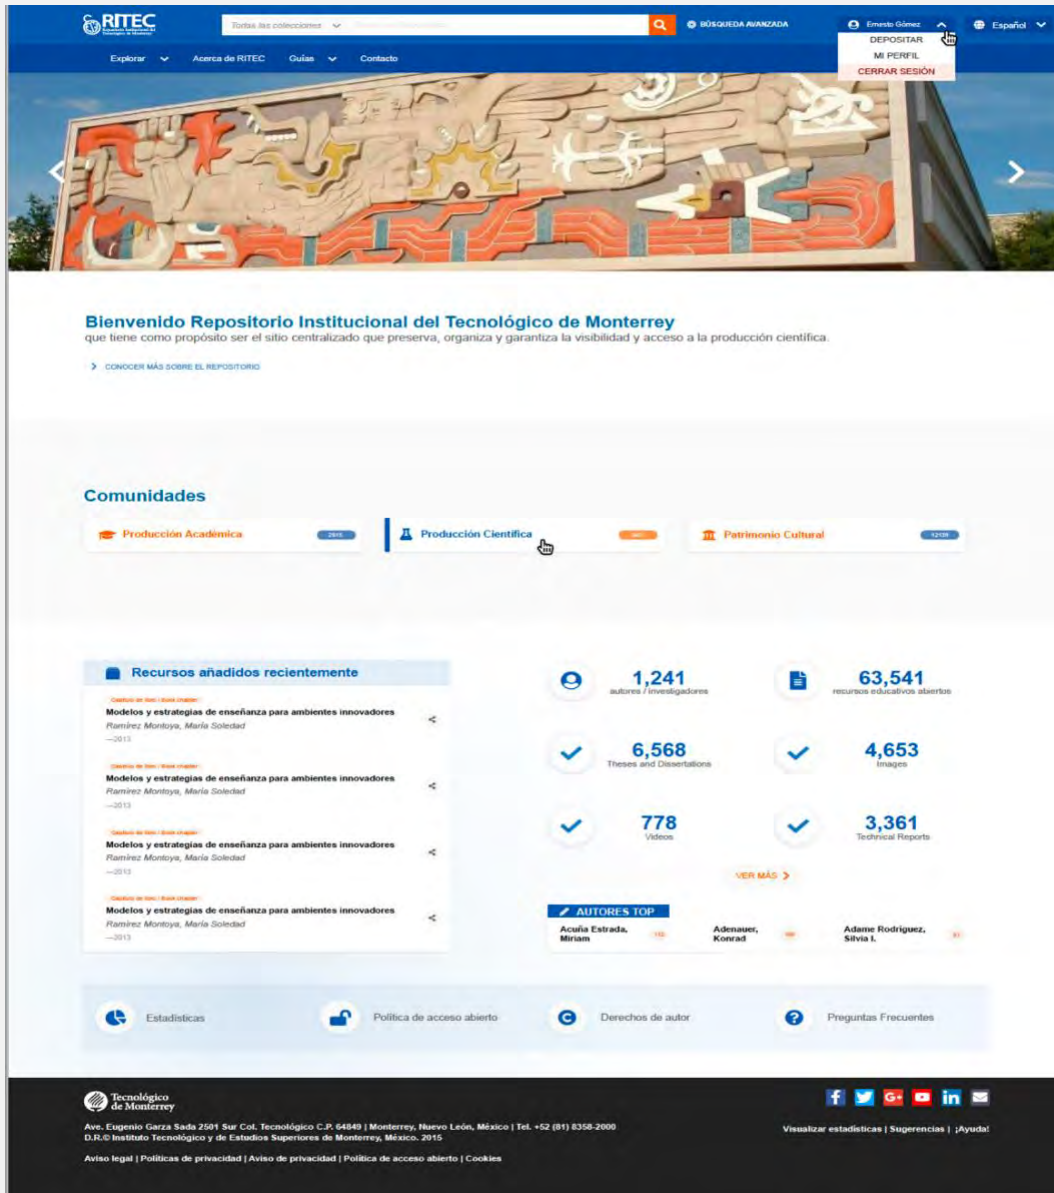 RITEC
Todas las colecciones
BÚSQUEDA AVANZADA
Ernesto Gómez
Español
DEPOSITAR
MI PERFIL
CERRAR SESIÓN
Explorar
Acerca de RITEC
Guías
Contacto
Bienvenido Repositorio Institucional del Tecnológico de Monterrey
que tiene como propósito ser el sitio centralizado que preserva, organiza y garantiza la visibilidad y acceso a la producción científica.
CONOCER MÁS SOBRE EL REPOSITORIO
Comunidades
Producción Académica
Producción Científica
Patrimonio Cultural
Recursos añadidos recientemente
Modelos y estrategias de enseñanza para ambientes innovadores
Ramírez Montoya, María Soledad
—2013
Modelos y estrategias de enseñanza para ambientes innovadores
Ramírez Montoya, María Soledad
—2013
Modelos y estrategias de enseñanza para ambientes innovadores
Ramírez Montoya, María Soledad
—2013
Modelos y estrategias de enseñanza para ambientes innovadores
Ramírez Montoya, María Soledad
—2013
1,241
autores / investigadores
63,541
recursos educativos abiertos
6,568
Theses and Dissertations
4,653
Images
778
Videos
3,361
Technical Reports
VER MÁS
AUTORES TOP
Acuña Estrada,
Miriam
Adenauer,
Konrad
Adame Rodríguez,
Silvia I.
Estadísticas
Política de acceso abierto
Derechos de autor
Preguntas Frecuentes
Tecnológico
de Monterrey
Ave. Eugenio Garza Sada 2501 Sur Col. Tecnológico C.P. 64849 | Monterrey, Nuevo León, México | Tel. +52 (81) 8358-2000
D.R.© Instituto Tecnológico y de Estudios Superiores de Monterrey, México. 2015
Aviso legal | Políticas de privacidad | Aviso de privacidad | Política de acceso abierto | Cookies
Visualizar estadísticas | Sugerencias | ¡Ayuda!